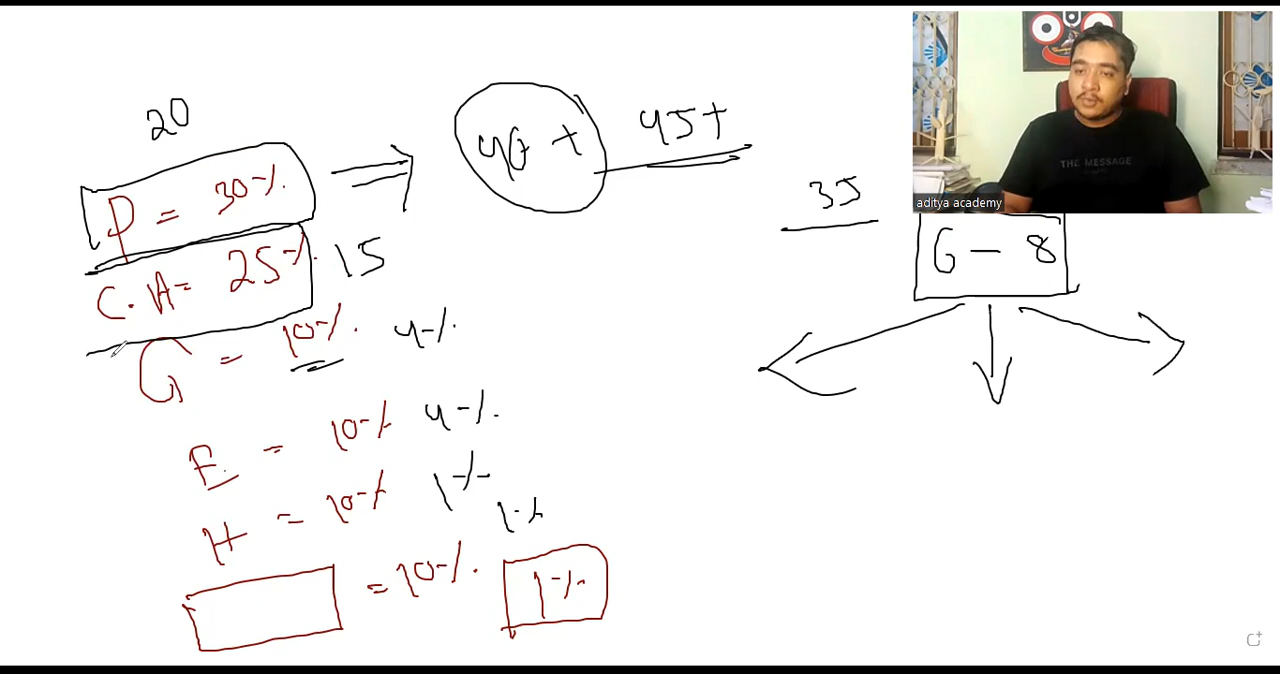 20
P = 30%.
40 + 45+
C.A = 25%. 15
35
G - 8
G = 10%. 4%.
E. = 10% 4%.
H = 10% 1%
1%
= 10%. 1%
THE MESSAGE
aditya academy